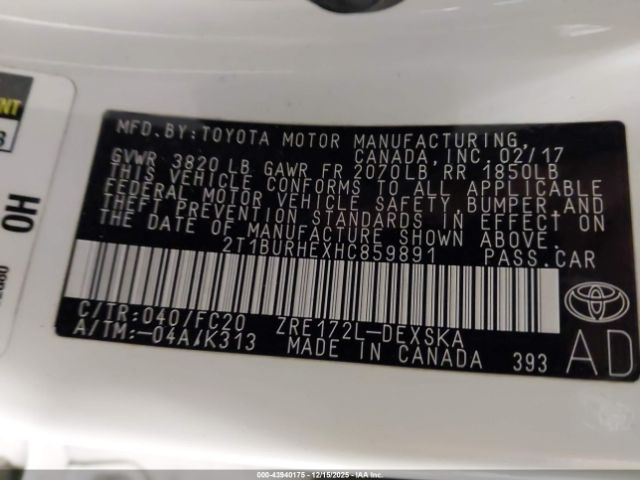 MFD. BY: TOYOTA MOTOR MANUFACTURING,
CANADA, INC. 02/17
GVWR 3820 LB GAWR FR 2070LB RR 1850LB
THIS VEHICLE CONFORMS TO ALL APPLICABLE
FEDERAL MOTOR VEHICLE SAFETY, BUMPER, AND
THEFT PREVENTION STANDARDS IN EFFECT ON
THE DATE OF MANUFACTURE SHOWN ABOVE.
2T1BURHEXHC859891 PASS. CAR
C/TR: 040/FC20 ZRE172L-DEXSKA
A/TM: -04A/K313 MADE IN CANADA 393
AD
HO
000-43940175 - 12/15/2025 - IAA Inc.